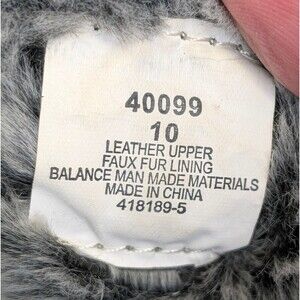 40099
10
LEATHER UPPER
FAUX FUR LINING
BALANCE MAN MADE MATERIALS
MADE IN CHINA
418189-5